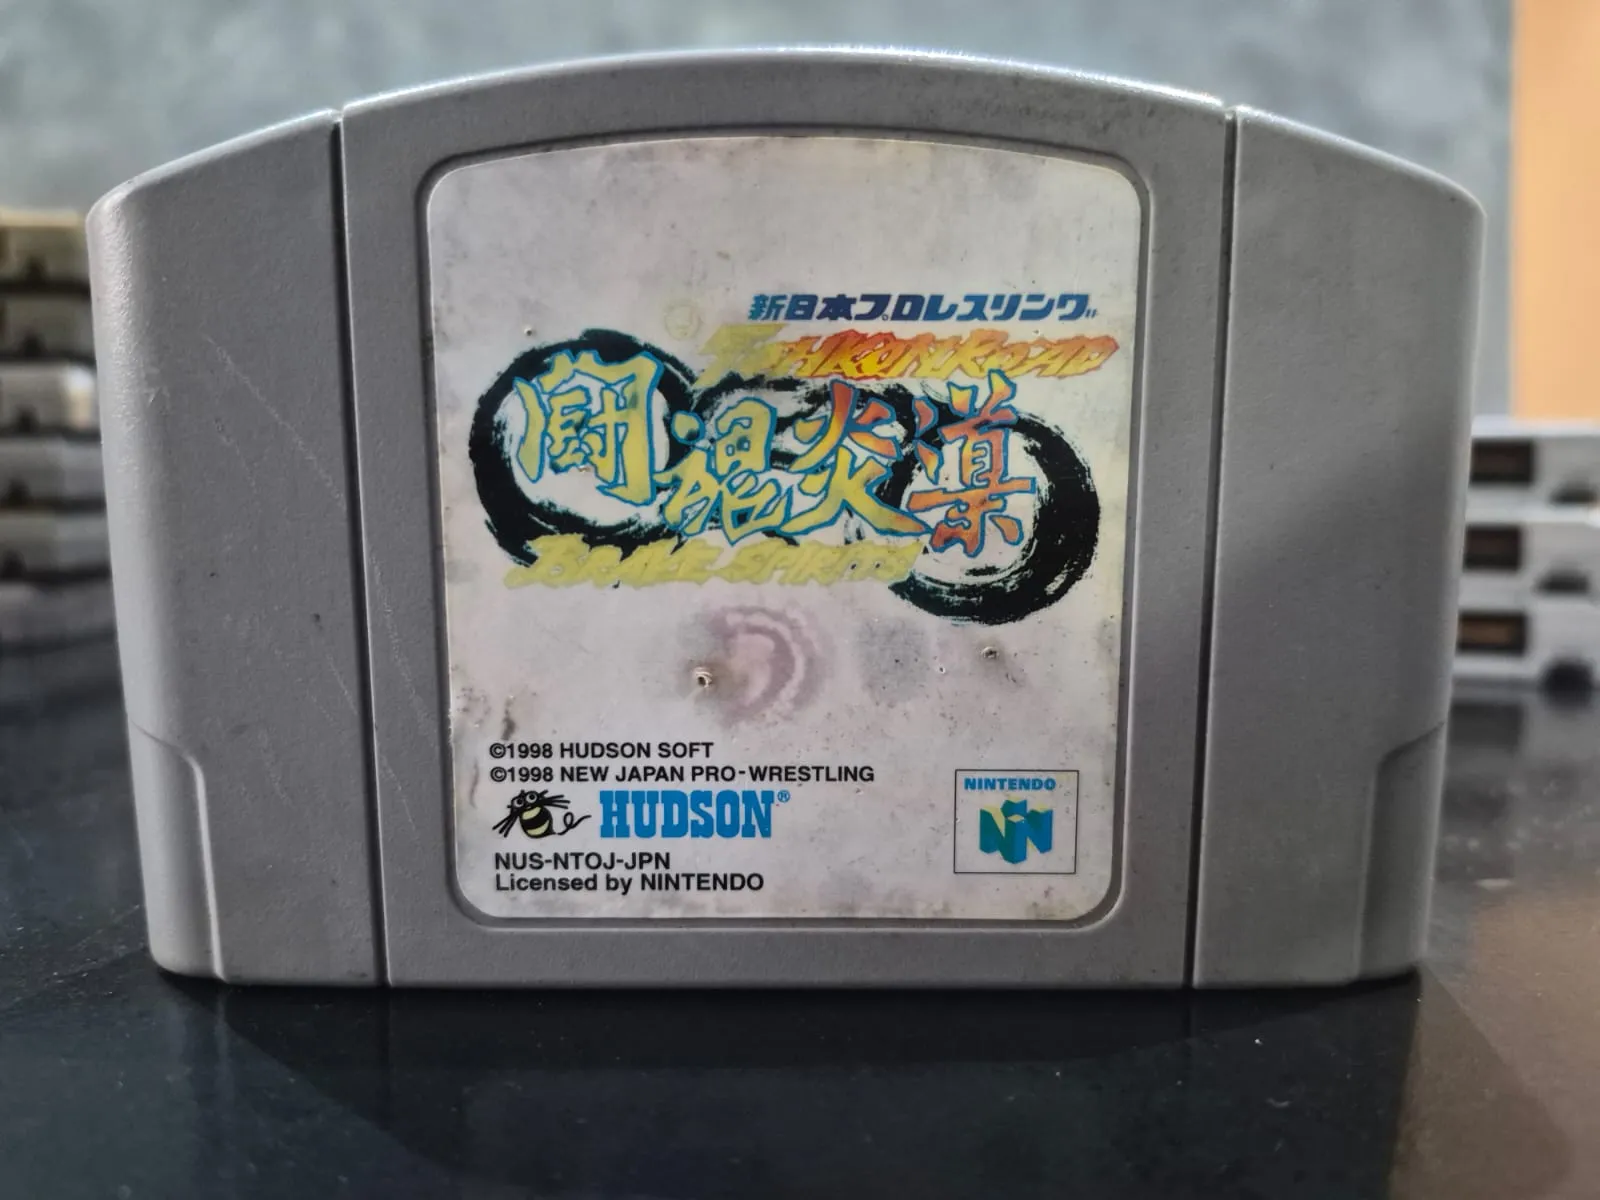 新日本プロレスリング
TOHKON ROAD
闘魂炎導
BRAVE SPIRITS
©1998 HUDSON SOFT
©1998 NEW JAPAN PRO-WRESTLING
HUDSON®
NUS-NTOJ-JPN
Licensed by NINTENDO
NINTENDO